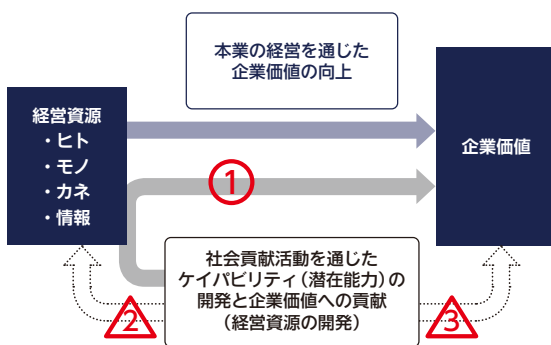 本業の経営を通じた
企業価値の向上
経営資源
・ヒト
・モノ
・カネ
・情報
企業価値
1
社会貢献活動を通じた
ケイパビリティ（潜在能力）の
開発と企業価値への貢献
（経営資源の開発）
2
3